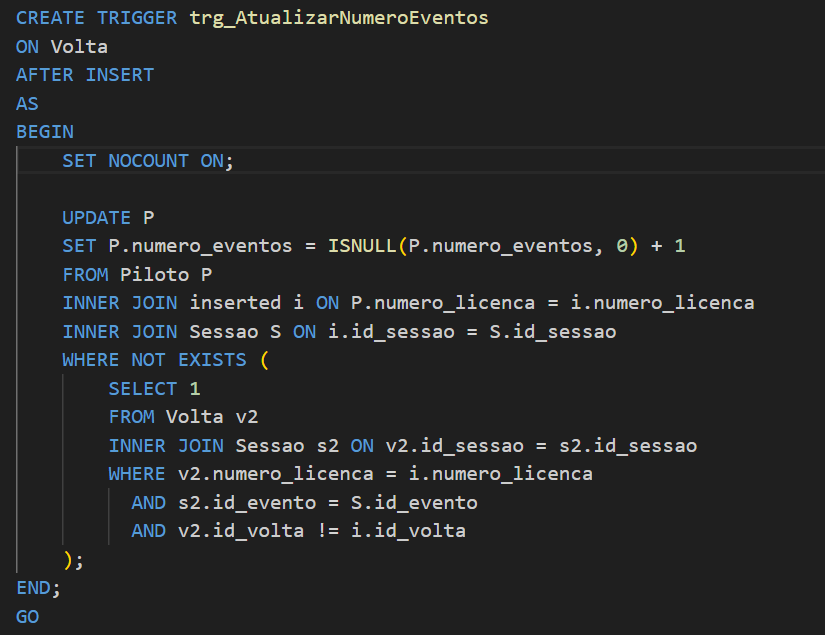 CREATE TRIGGER trg_AtualizarNumeroEventos
ON Volta
AFTER INSERT
AS
BEGIN
    SET NOCOUNT ON;

    UPDATE P
    SET P.numero_eventos = ISNULL(P.numero_eventos, 0) + 1
    FROM Piloto P
    INNER JOIN inserted i ON P.numero_licenca = i.numero_licenca
    INNER JOIN Sessao S ON i.id_sessao = S.id_sessao
    WHERE NOT EXISTS (
        SELECT 1
        FROM Volta v2
        INNER JOIN Sessao s2 ON v2.id_sessao = s2.id_sessao
        WHERE v2.numero_licenca = i.numero_licenca
          AND s2.id_evento = S.id_evento
          AND v2.id_volta != i.id_volta
    );
END;
GO